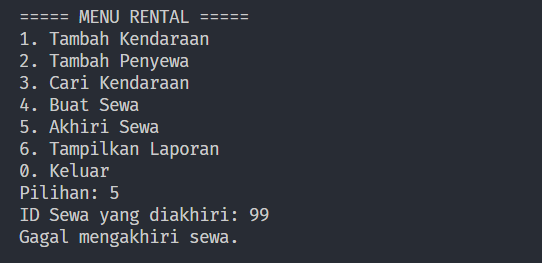 ===== MENU RENTAL =====
1. Tambah Kendaraan
2. Tambah Penyewa
3. Cari Kendaraan
4. Buat Sewa
5. Akhiri Sewa
6. Tampilkan Laporan
0. Keluar
Pilihan: 5
ID Sewa yang diakhiri: 99
Gagal mengakhiri sewa.